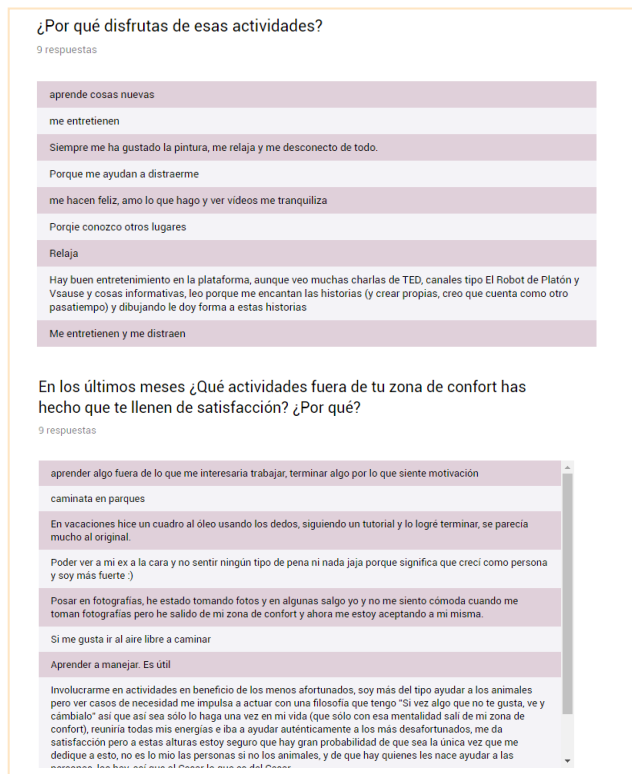 ¿Por qué disfrutas de esas actividades?
9 respuestas
aprende cosas nuevas
me entretienen
Siempre me ha gustado la pintura, me relaja y me desconecto de todo.
Porque me ayudan a distraerme
me hacen feliz, amo lo que hago y ver vídeos me tranquiliza
Porqie conozco otros lugares
Relaja
Hay buen entretenimiento en la plataforma, aunque veo muchas charlas de TED, canales tipo El Robot de Platón y
Vsause y cosas informativas, leo porque me encantan las historias (y crear propias, creo que cuenta como otro
pasatiempo) y dibujando le doy forma a estas historias
Me entretienen y me distraen
En los últimos meses ¿Qué actividades fuera de tu zona de confort has
hecho que te llenen de satisfacción? ¿Por qué?
9 respuestas
aprender algo fuera de lo que me interesaria trabajar, terminar algo por lo que siente motivación
caminata en parques
En vacaciones hice un cuadro al óleo usando los dedos, siguiendo un tutorial y lo logré terminar, se parecía
mucho al original.
Poder ver a mi ex a la cara y no sentir ningún tipo de pena ni nada jaja porque significa que crecí como persona
y soy más fuerte :)
Posar en fotografías, he estado tomando fotos y en algunas salgo yo y no me siento cómoda cuando me
toman fotografías pero he salido de mi zona de confort y ahora me estoy aceptando a mi misma.
Si me gusta ir al aire libre a caminar
Aprender a manejar. Es útil
Involucrarme en actividades en beneficio de los menos afortunados, soy más del tipo ayudar a los animales
pero ver casos de necesidad me impulsa a actuar con una filosofía que tengo "Si vez algo que no te gusta, ve y
cámbialo" así que así sea sólo lo haga una vez en mi vida (que sólo con esa mentalidad salí de mi zona de
confort), reuniría todas mis energías e iba a ayudar auténticamente a los más desafortunados, me da
satisfacción pero a estas alturas estoy seguro que hay gran probabilidad de que sea la única vez que me
dedique a esto, no es lo mio las personas si no los animales, y de que hay quienes les nace ayudar a las
personas, los hay, así que al Cesar lo que es del Cesar